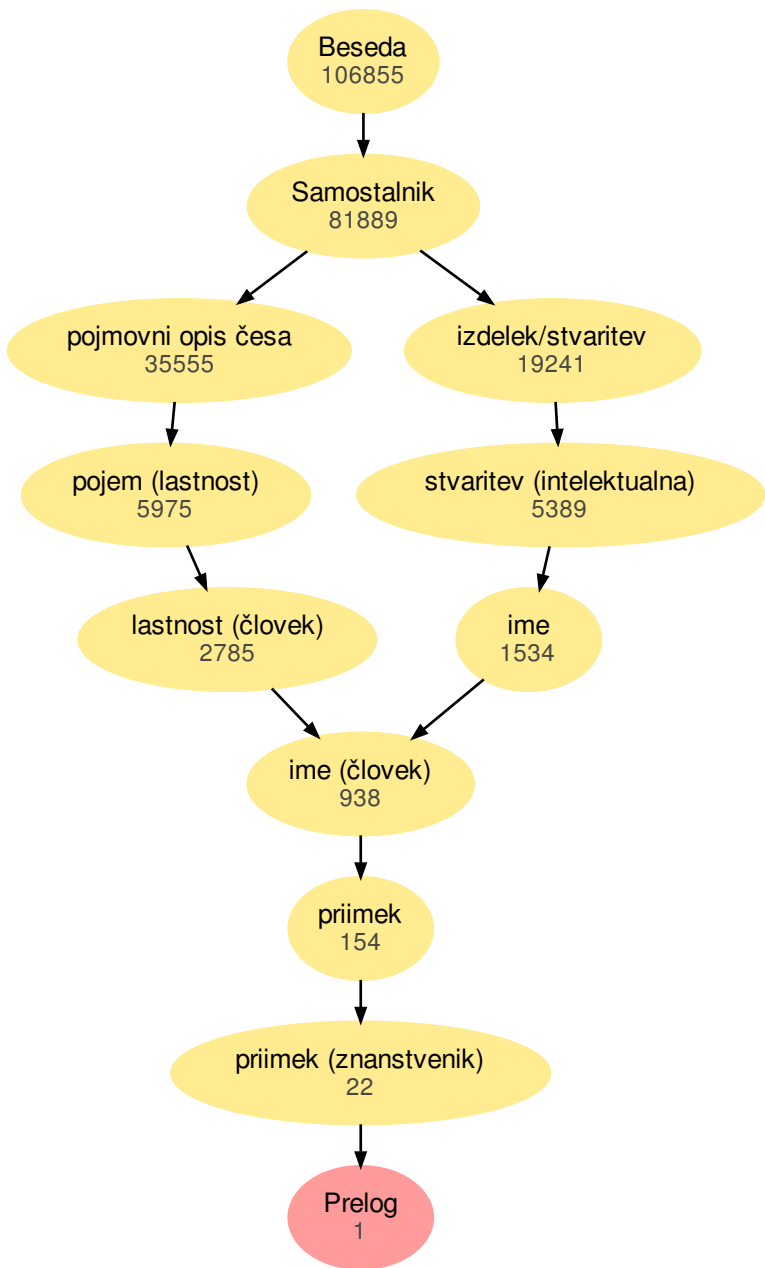 Beseda
106855
Samostalnik
81889
pojmovni opis česa
35555
izdelek/stvaritev
19241
pojem (lastnost)
5975
stvaritev (intelektualna)
5389
lastnost (človek)
2785
ime
1534
ime (človek)
938
priimek
154
priimek (znanstvenik)
22
Prelog
1